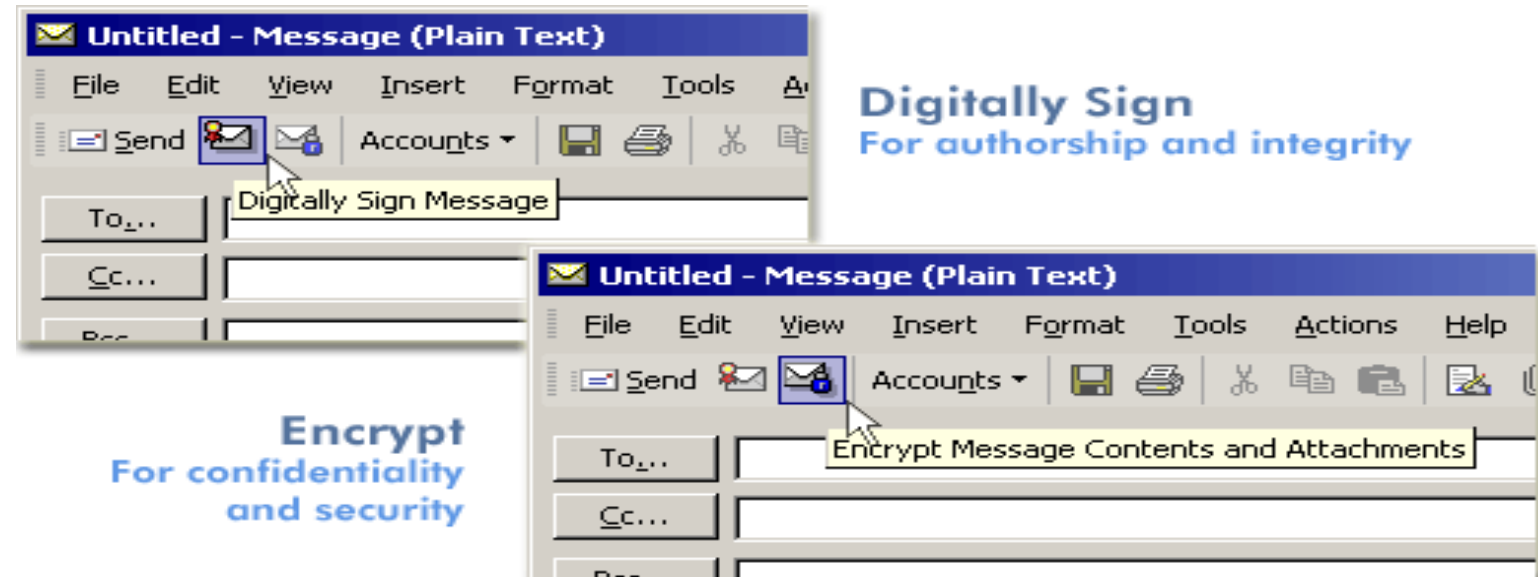 Untitled - Message (Plain Text)
File Edit View Insert Format Tools
Send Accounts
Digitally Sign Message
To...
Cc...
Digitally Sign
For authorship and integrity
Untitled - Message (Plain Text)
File Edit View Insert Format Tools Actions Help
Send Accounts
Encrypt Message Contents and Attachments
To...
Cc...
Encrypt
For confidentiality
and security